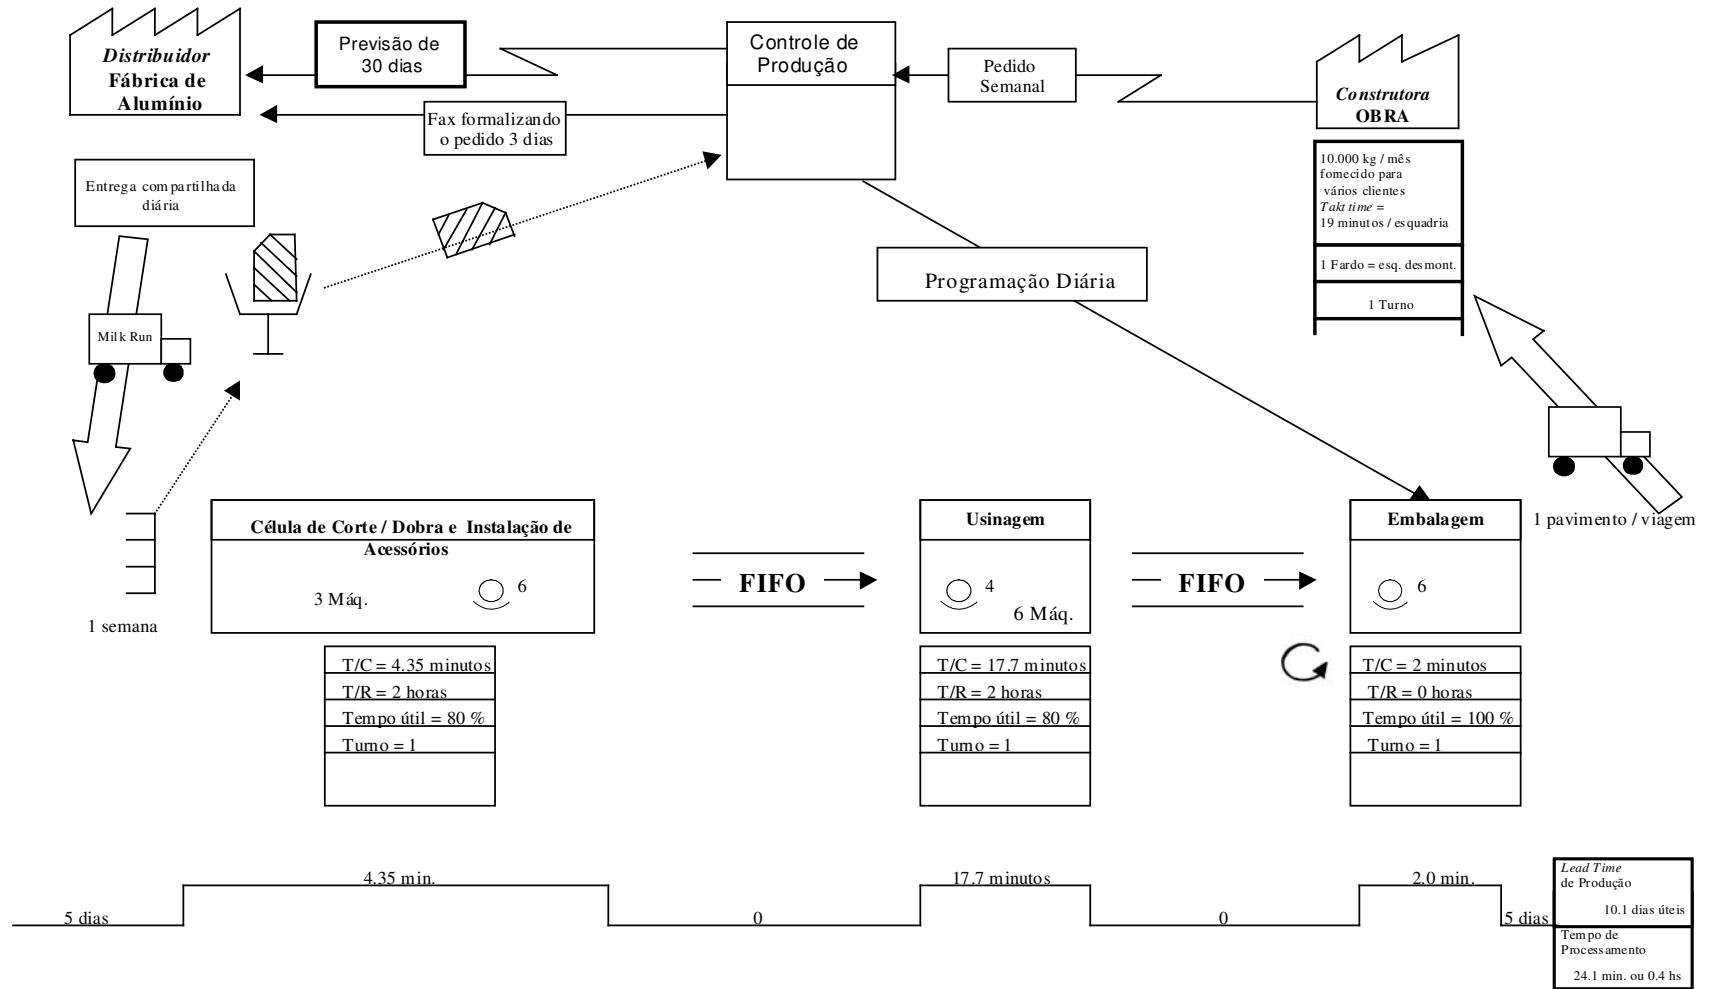 Distribuidor
Fábrica de
Alumínio
Previsão de
30 dias
Controle de
Produção
Pedido
Semanal
Construtora
OBRA
Fax formalizando
o pedido 3 dias
Entrega compartilhada
diária
10.000 kg / mês
fornecido para
vários clientes
Takt time =
19 minutos / esquadria
1 Fardo = esq. desmont.
1 Turno
Programação Diária
Milk Run
1 semana
Célula de Corte / Dobra e Instalação de
Acessórios
3 Máq.
6
FIFO
Usinagem
4
6 Máq.
FIFO
Embalagem
6
1 pavimento / viagem
T/C = 4.35 minutos
T/R = 2 horas
Tempo útil = 80 %
Turno = 1
T/C = 17.7 minutos
T/R = 2 horas
Tempo útil = 80 %
Turno = 1
T/C = 2 minutos
T/R = 0 horas
Tempo útil = 100 %
Turno = 1
5 dias
4.35 min.
0
17.7 minutos
0
2.0 min.
5 dias
Lead Time
de Produção
10.1 dias úteis
Tempo de
Processamento
24.1 min. ou 0.4 hs